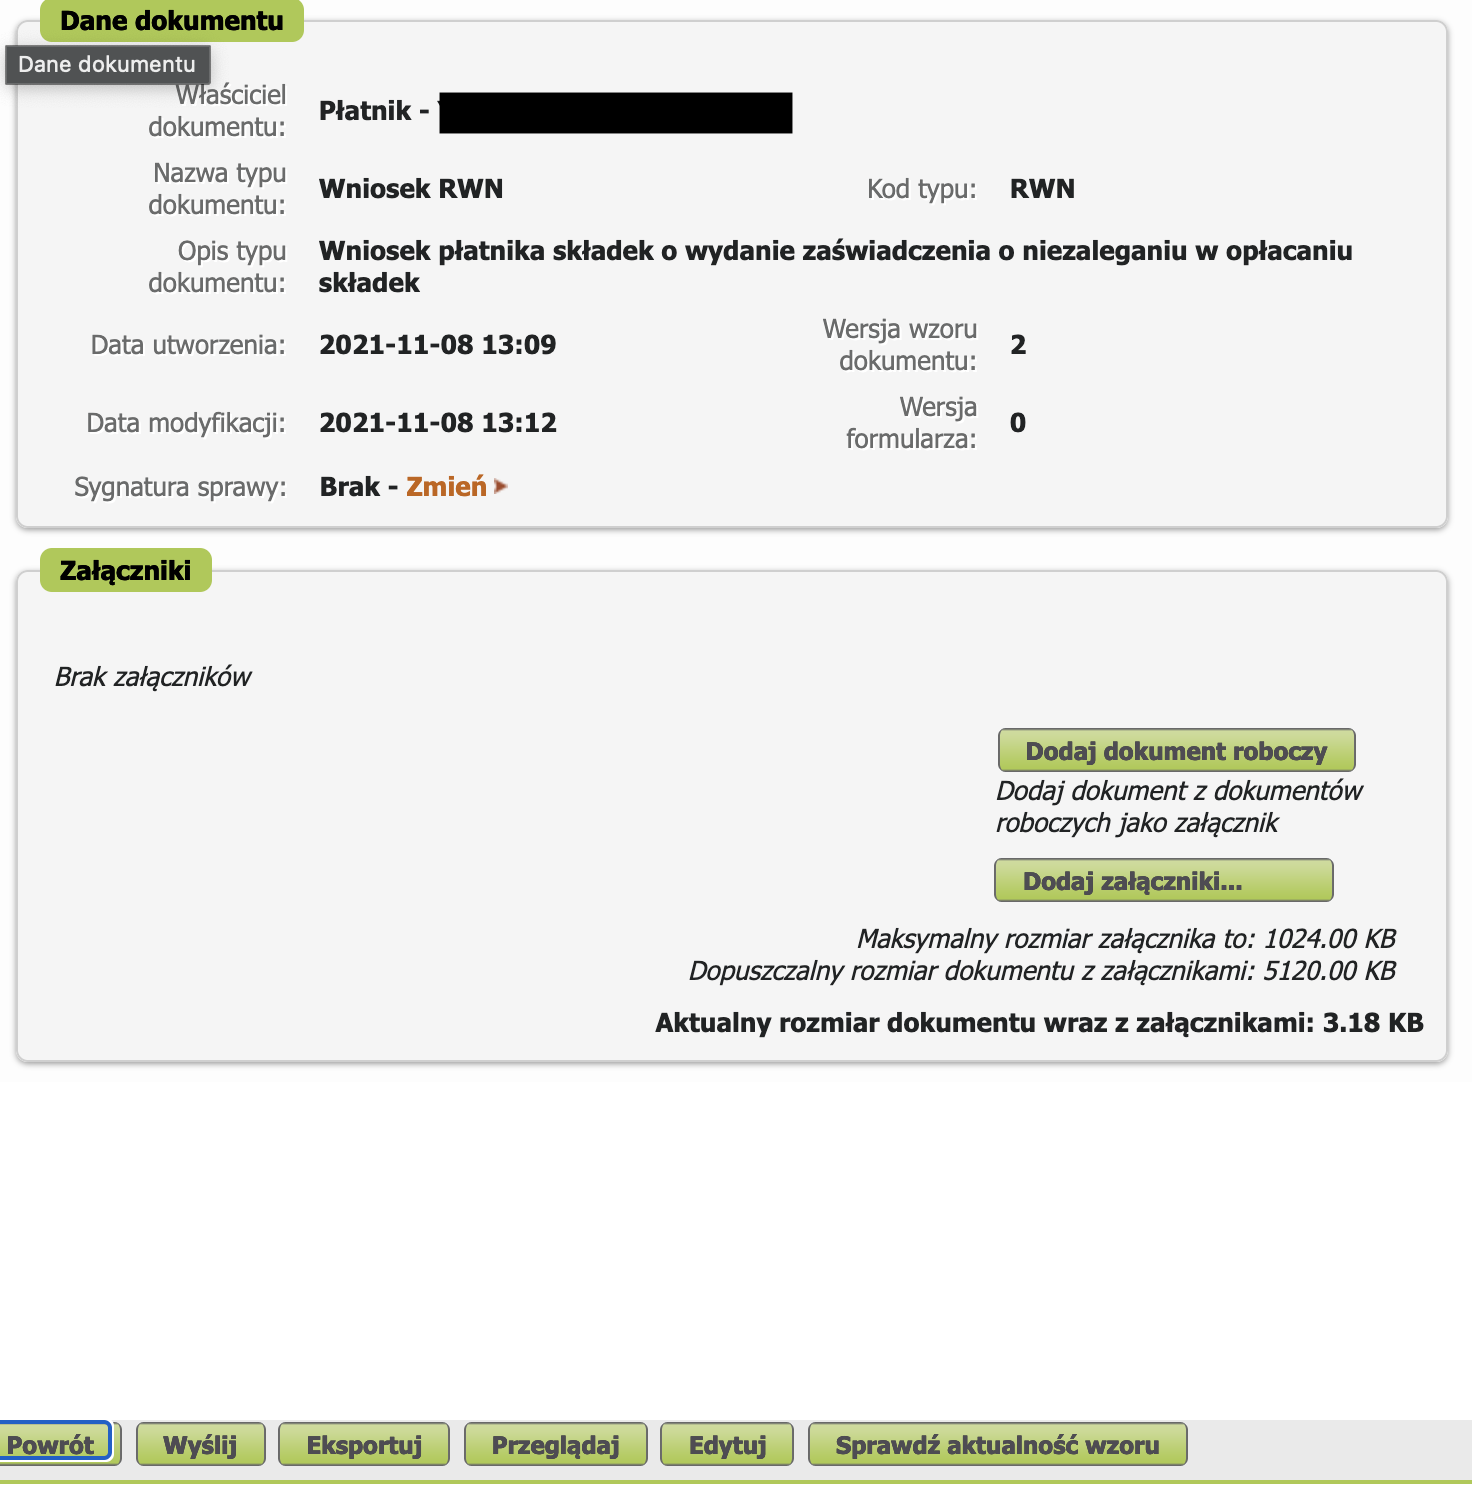 Dane dokumentu
Dane dokumentu
Właściciel
dokumentu:
Płatnik -
Nazwa typu
dokumentu:
Wniosek RWN
Kod typu:
RWN
Opis typu
dokumentu:
Wniosek płatnika składek o wydanie zaświadczenia o niezaleganiu w opłacaniu
składek
Data utworzenia:
2021-11-08 13:09
Wersja wzoru
dokumentu:
2
Data modyfikacji:
2021-11-08 13:12
Wersja
formularza:
0
Sygnatura sprawy:
Brak - Zmień
Załączniki
Brak załączników
Dodaj dokument roboczy
Dodaj dokument z dokumentów
roboczych jako załącznik
Dodaj załączniki...
Maksymalny rozmiar załącznika to: 1024.00 KB
Dopuszczalny rozmiar dokumentu z załącznikami: 5120.00 KB
Aktualny rozmiar dokumentu wraz z załącznikami: 3.18 KB
Powrót
Wyślij
Eksportuj
Przeglądaj
Edytuj
Sprawdź aktualność wzoru